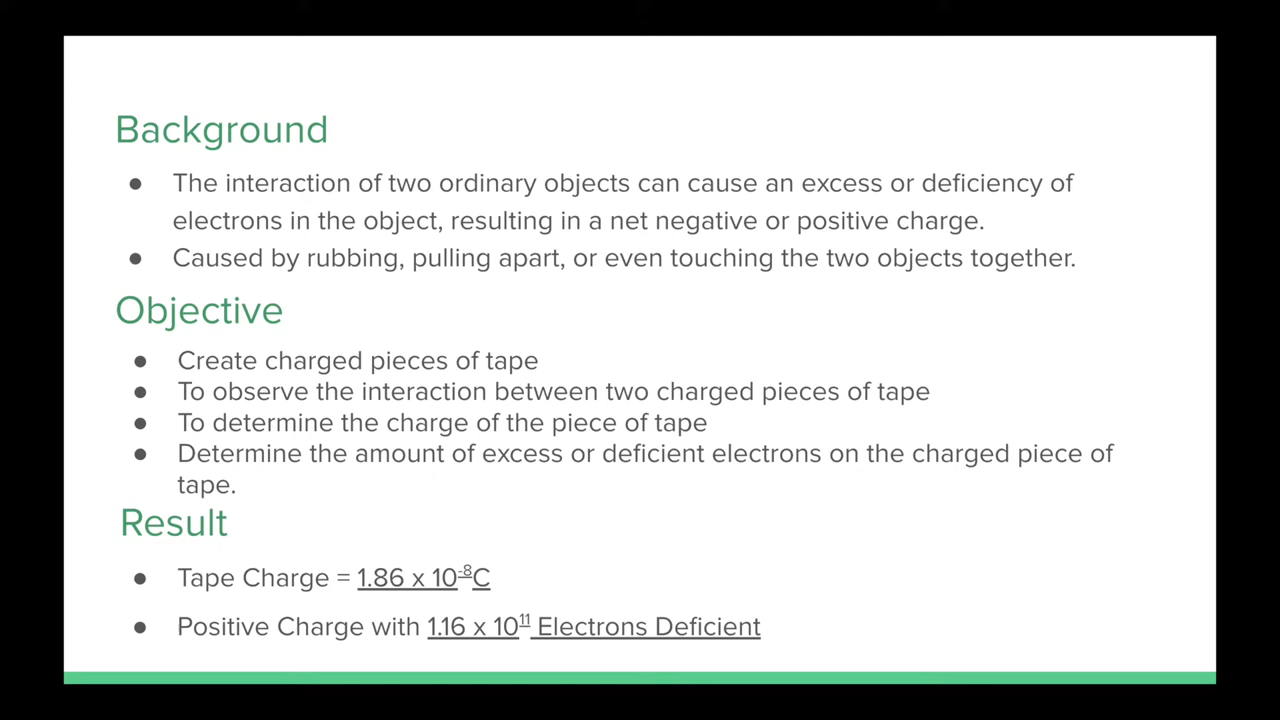 Background
● The interaction of two ordinary objects can cause an excess or deficiency of
electrons in the object, resulting in a net negative or positive charge.
● Caused by rubbing, pulling apart, or even touching the two objects together.
Objective
● Create charged pieces of tape
● To observe the interaction between two charged pieces of tape
● To determine the charge of the piece of tape
● Determine the amount of excess or deficient electrons on the charged piece of
tape.
Result
● Tape Charge = 1.86 x 10⁻⁸C
● Positive Charge with 1.16 x 10¹¹ Electrons Deficient